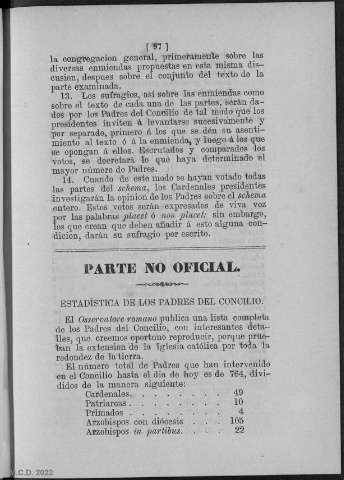 [ 97 ]
la congregacion general, primeramente sobre las
diversas enmiendas propuestas en esta misma dis-
cusion, despues sobre el conjunto del texto de la
parte examinada.
13. Los sufragios, así sobre las enmiendas como
sobre el texto de cada una de las partes, serán da-
dos por los Padres del Concilio de tal modo que los
presidentes inviten á levantarse sucesivamente y
por separado, primero á los que se dén su asenti-
miento al texto ó á la enmienda, y luego á los que
se opongan á ellos. Escrutados y comparados los
votos, se decretará lo que haya determinado el
mayor número de Padres.
14. Cuando de este modo se hayan votado todas
las partes del schema, los Cardenales presidentes
investigarán la opinion de los Padres sobre el schema
entero. Estos votos serán expresados de viva voz
por las palabras placet ó non placet; sin embargo,
los que crean que deben añadir á esto alguna con-
dicion, darán su sufragio por escrito.
PARTE NO OFICIAL.
ESTADÍSTICA DE LOS PADRES DEL CONCILIO.
El Osservatore romano publica una lista completa
de los Padres del Concilio, con interesantes deta-
lles, que creemos oportuno reproducir, porque prue-
ban la extension de la Iglesia católica por toda la
redondez de la tierra.
El número total de Padres que han intervenido
en el Concilio hasta el dia de hoy es de 764, divi-
didos de la manera siguiente:
Cardenales. . . . . . . . 49
Patriarcas . . . . . . . . 10
Primados . . . . . . . . 4
Arzobispos con diócesis . . . . 105
Arzobispos in partibus. . . . 22
C.D. 2022